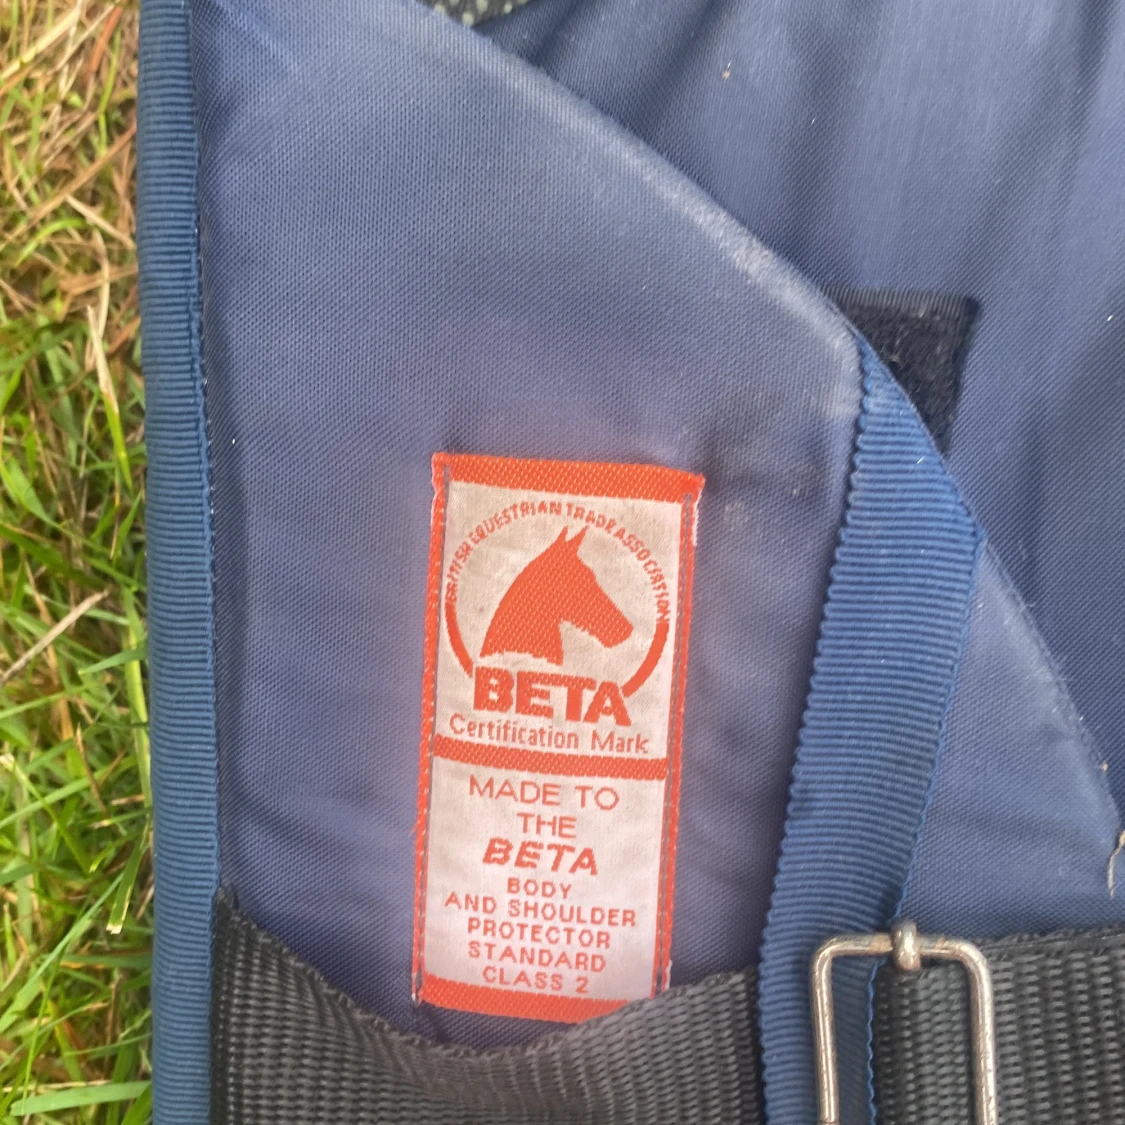 BRITISH EQUESTRIAN TRADE ASSOCIATION
BETA
Certification Mark
MADE TO
THE
BETA
BODY
AND SHOULDER
PROTECTOR
STANDARD
CLASS 2